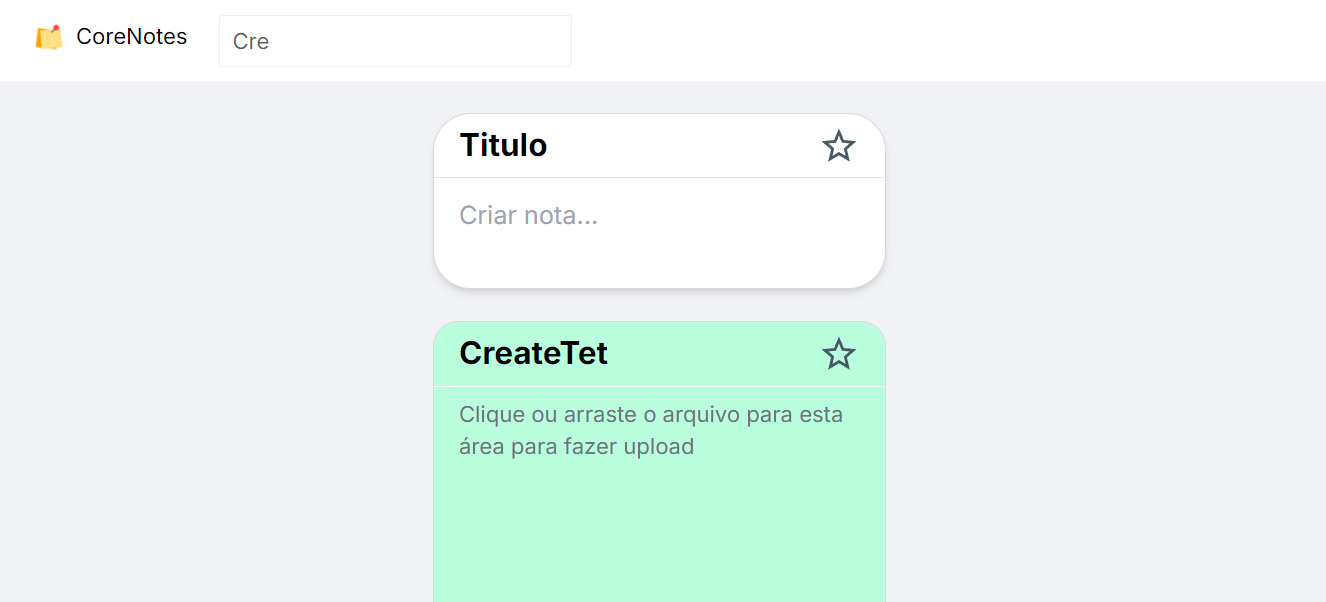 CoreNotes
Cre
Titulo
Criar nota...
CreateTet
Clique ou arraste o arquivo para esta
área para fazer upload